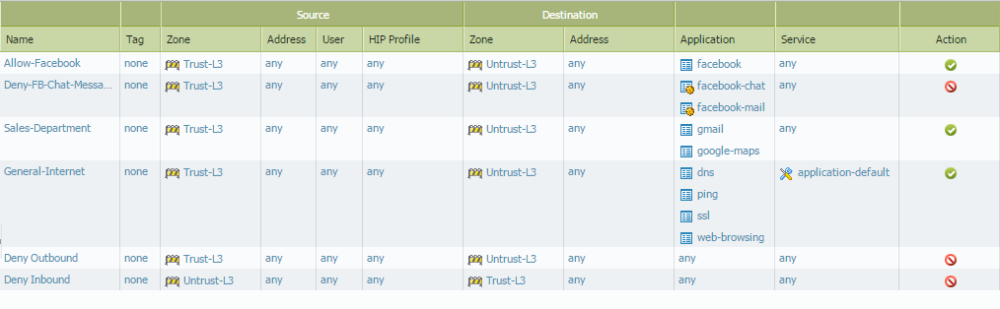 Source Destination
Name Tag Zone Address User HIP Profile Zone Address Application Service Action
Allow-Facebook none Trust-L3 any any any Untrust-L3 any facebook any
Deny-FB-Chat-Messa... none Trust-L3 any any any Untrust-L3 any facebook-chat any
facebook-mail
Sales-Department none Trust-L3 any any any Untrust-L3 any gmail any
google-maps
General-Internet none Trust-L3 any any any Untrust-L3 any dns application-default
ping
ssl
web-browsing
Deny Outbound none Trust-L3 any any any Untrust-L3 any any any
Deny Inbound none Untrust-L3 any any any Trust-L3 any any any